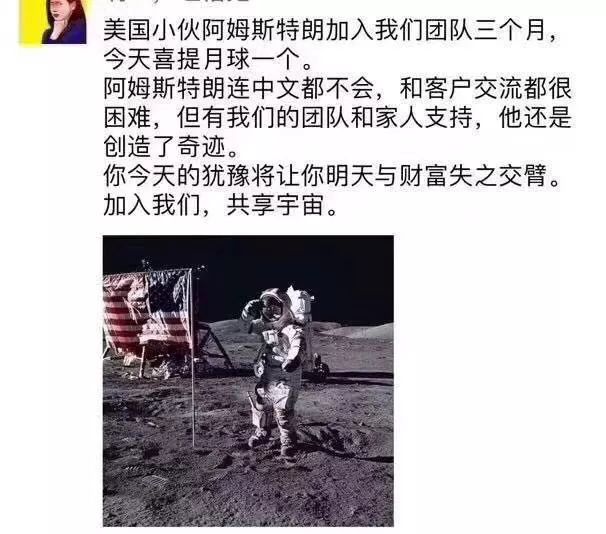 美国小伙阿姆斯特朗加入我们团队三个月，
今天喜提月球一个。
阿姆斯特朗连中文都不会，和客户交流都很
困难，但有我们的团队和家人支持，他还是
创造了奇迹。
你今天的犹豫将让你明天与财富失之交臂。
加入我们，共享宇宙。